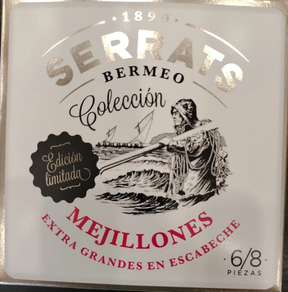 1890
SERRATS
BERMEO
Colección
Edición
limitada
MEJILLONES
EXTRA GRANDES EN ESCABECHE
·6/8·
PIEZAS